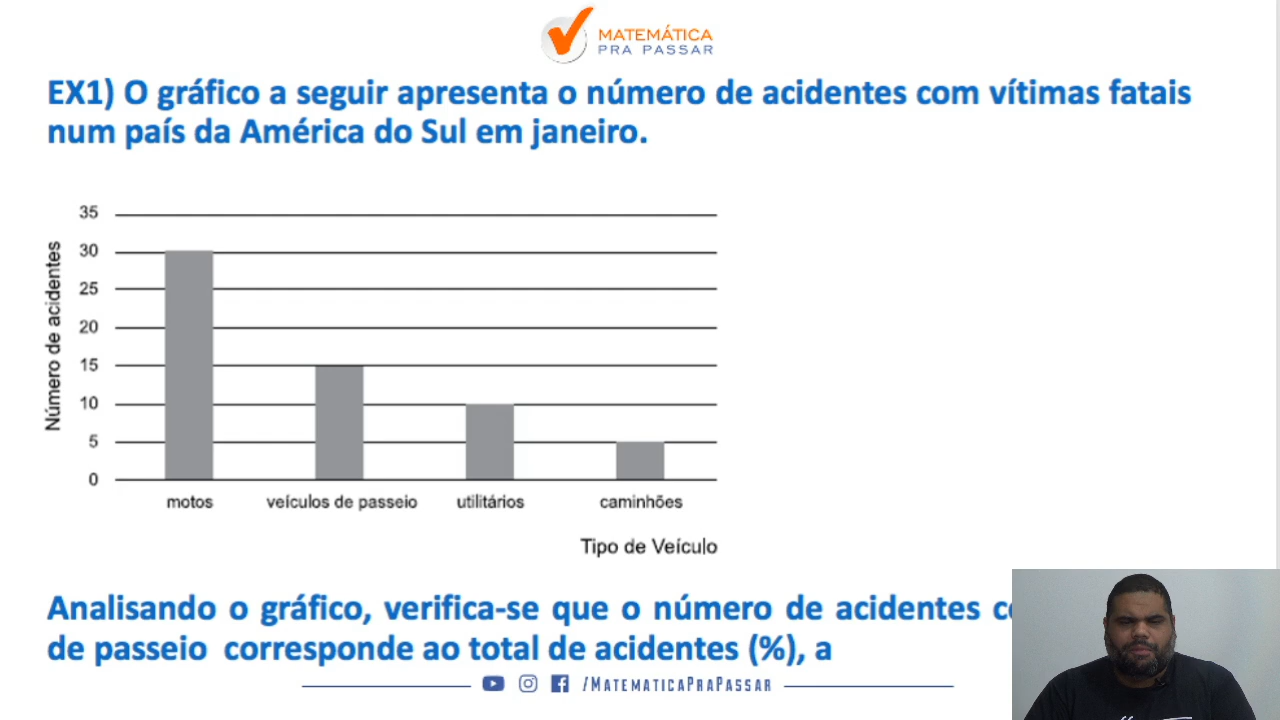 MATEMÁTICA
PRA PASSAR
EX1) O gráfico a seguir apresenta o número de acidentes com vítimas fatais
num país da América do Sul em janeiro.
Número de acidentes
35
30
25
20
15
10
5
0
motos veículos de passeio utilitários caminhões
Tipo de Veículo
Analisando o gráfico, verifica-se que o número de acidentes
de passeio corresponde ao total de acidentes (%), a
/MATEMATICAPRAPASSAR